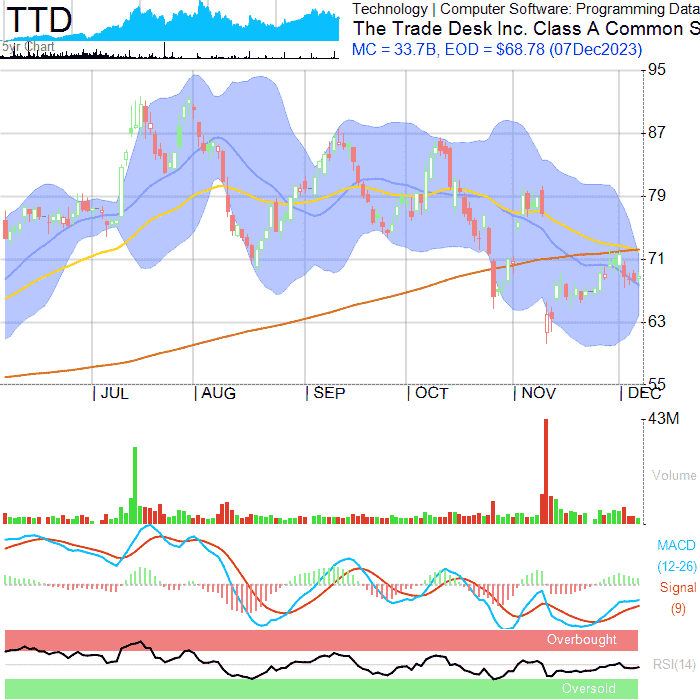 TTD
5yr Chart
Technology | Computer Software: Programming Data
The Trade Desk Inc. Class A Common S
MC = 33.7B, EOD = $68.78 (07Dec2023)
95
87
79
71
63
55
JUL AUG SEP OCT NOV DEC
43M
Volume
MACD
(12-26)
Signal
(9)
Overbought
RSI(14)
Oversold